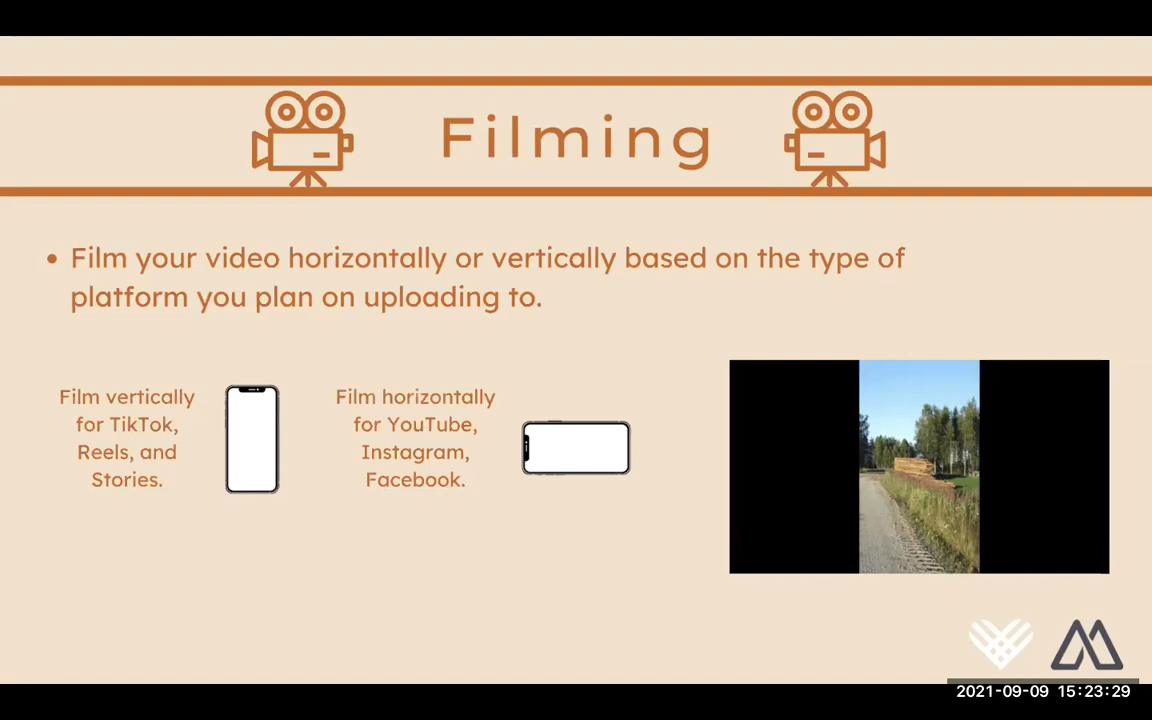 Filming
Film your video horizontally or vertically based on the type of
platform you plan on uploading to.
Film vertically
for TikTok,
Reels, and
Stories.
Film horizontally
for YouTube,
Instagram,
Facebook.
2021-09-09 15:23:29